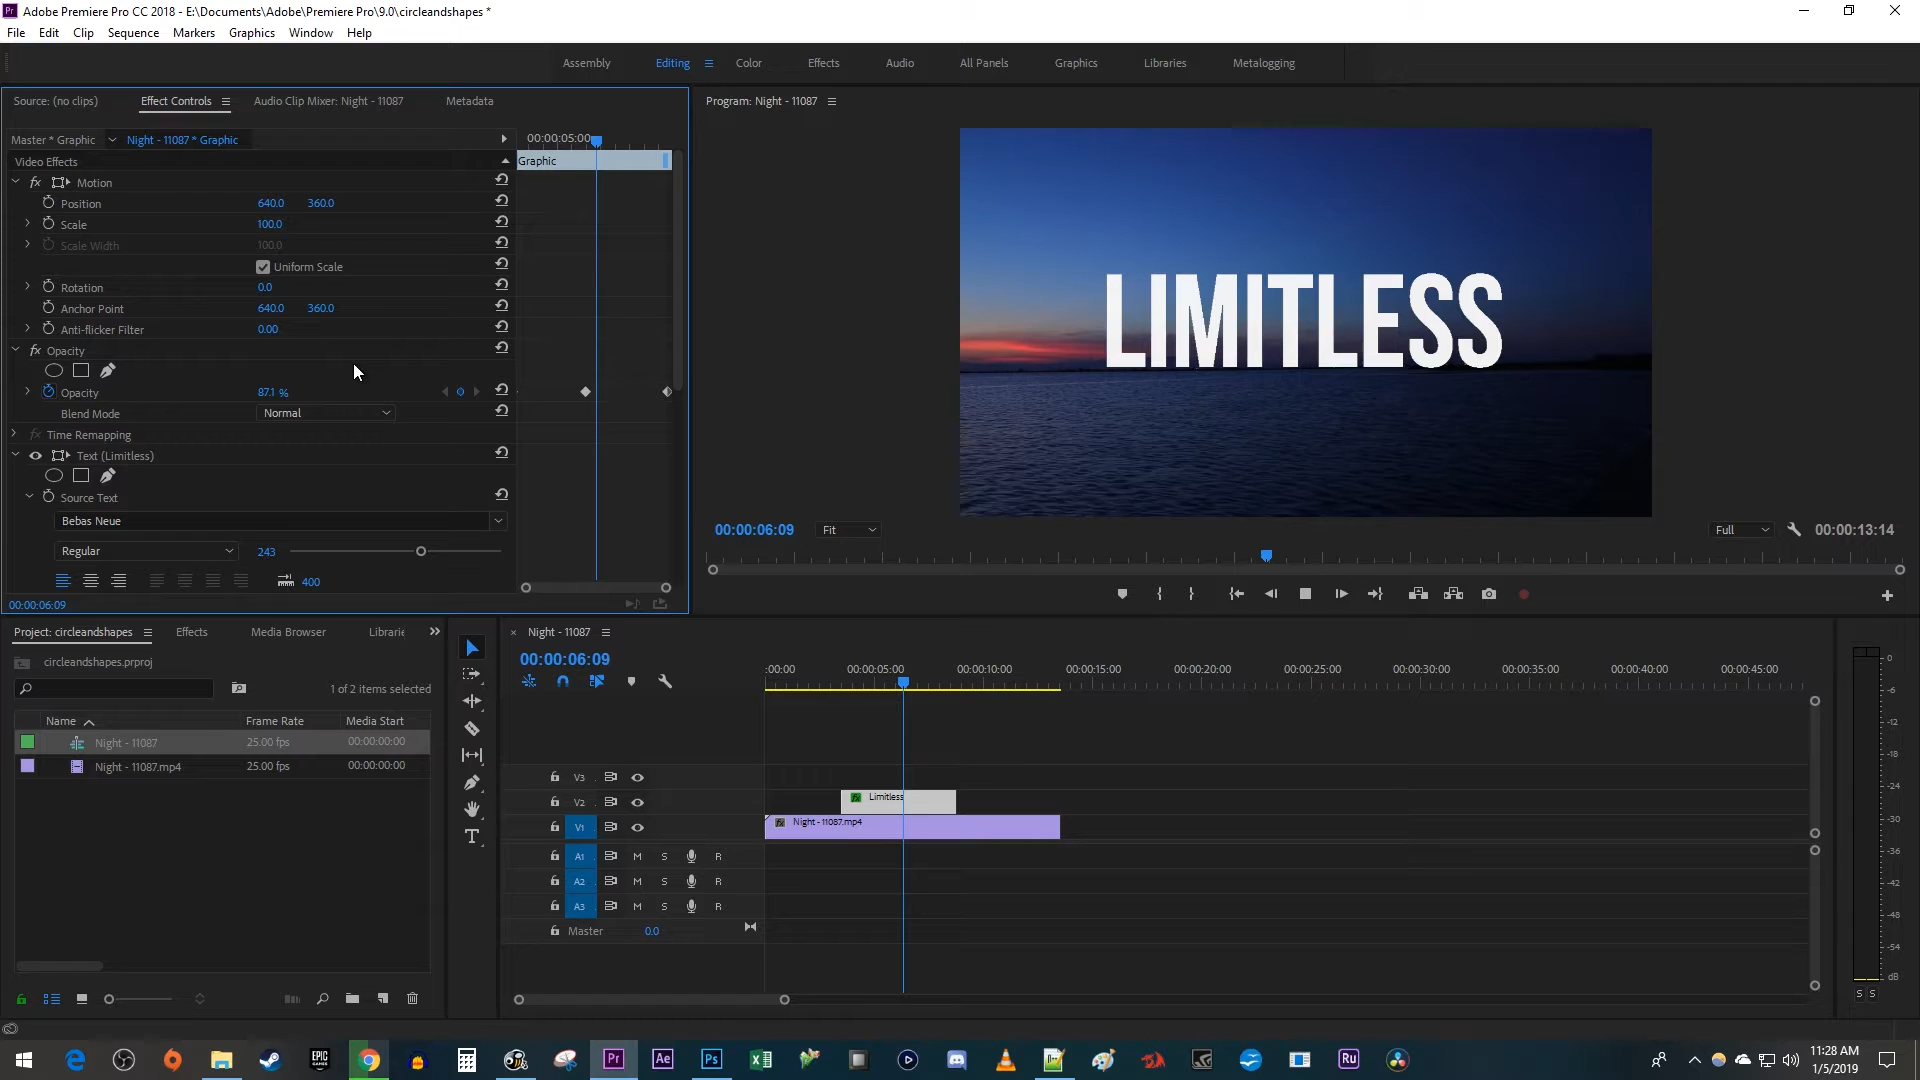 Pr Adobe Premiere Pro CC 2018 - E:\Documents\Adobe\Premiere Pro\9.0\circleandshapes *
File Edit Clip Sequence Markers Graphics Window Help
Assembly Editing Color Effects Audio All Panels Graphics Libraries Metalogging
Source: (no clips) Effect Controls Audio Clip Mixer: Night - 11087 Metadata
Master * Graphic Night - 11087 * Graphic
00:00:05:00
Video Effects
Graphic
fx Motion
Position 640.0 360.0
Scale 100.0
Scale Width 100.0
Uniform Scale
Rotation 0.0
Anchor Point 640.0 360.0
Anti-flicker Filter 0.00
fx Opacity
Opacity 87.1 %
Blend Mode Normal
fx Time Remapping
Text (Limitless)
Source Text
Bebas Neue
Regular 243
400
00:00:06:09
Program: Night - 11087
LIMITLESS
00:00:06:09 Fit Full 00:00:13:14
Project: circleandshapes Effects Media Browser Librarie
circleandshapes.prproj
1 of 2 items selected
Name Frame Rate Media Start
Night - 11087 25.00 fps 00:00:00:00
Night - 11087.mp4 25.00 fps 00:00:00:00
Night - 11087
00:00:06:09
:00:00 00:00:05:00 00:00:10:00 00:00:15:00 00:00:20:00 00:00:25:00 00:00:30:00 00:00:35:00 00:00:40:00 00:00:45:00
V3
V2 fx Limitless
V1 fx Night - 11087.mp4
A1 M S R
A2 M S R
A3 M S R
Master 0.0
0
-6
-12
-18
-24
-30
-36
-42
-48
-54
dB
S S
EPIC GAMES Pr Ae Ps Ru
11:28 AM
1/5/2019